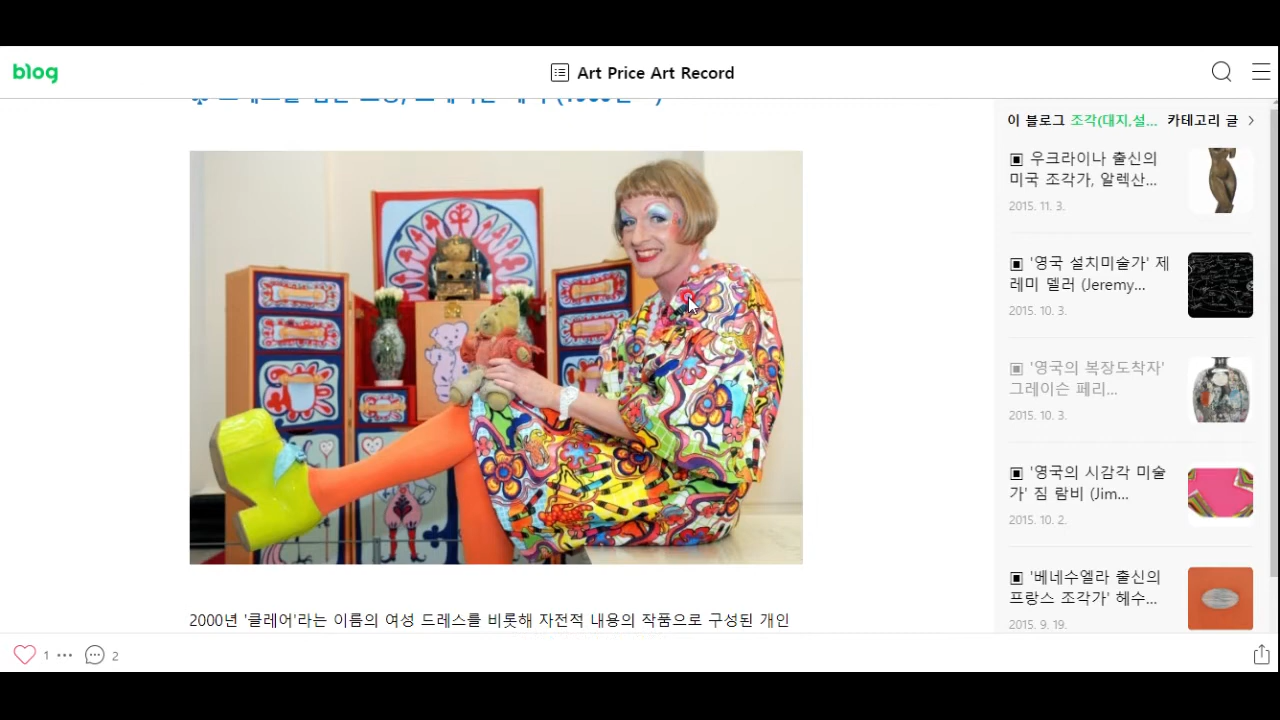 blog
Art Price Art Record
이 블로그 조각(대지,설... 카테고리 글
▣ 우크라이나 출신의
미국 조각가, 알렉산...
2015. 11. 3.
▣ '영국 설치미술가' 제
레미 델러 (Jeremy...
2015. 10. 3.
▣ '영국의 복장도착자'
그레이슨 페리...
2015. 10. 3.
▣ '영국의 시감각 미술
가' 짐 람비 (Jim...
2015. 10. 2.
▣ '베네수엘라 출신의
프랑스 조각가' 헤수...
2015. 9. 19.
2000년 '클레어'라는 이름의 여성 드레스를 비롯해 자전적 내용의 작품으로 구성된 개인
1
2